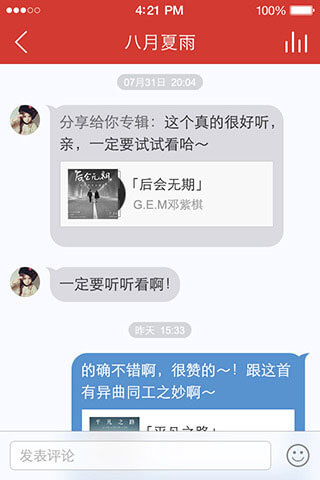 4:21 PM
100%
八月夏雨
07月31日 20:04
分享给你专辑：这个真的很好听，
亲，一定要试试看哈～
后会无期
「后会无期」
G.E.M邓紫棋
一定要听听看啊！
昨天 15:33
的确不错啊，很赞的～！跟这首
有异曲同工之妙啊～
平凡之路
「平凡之路」
发表评论